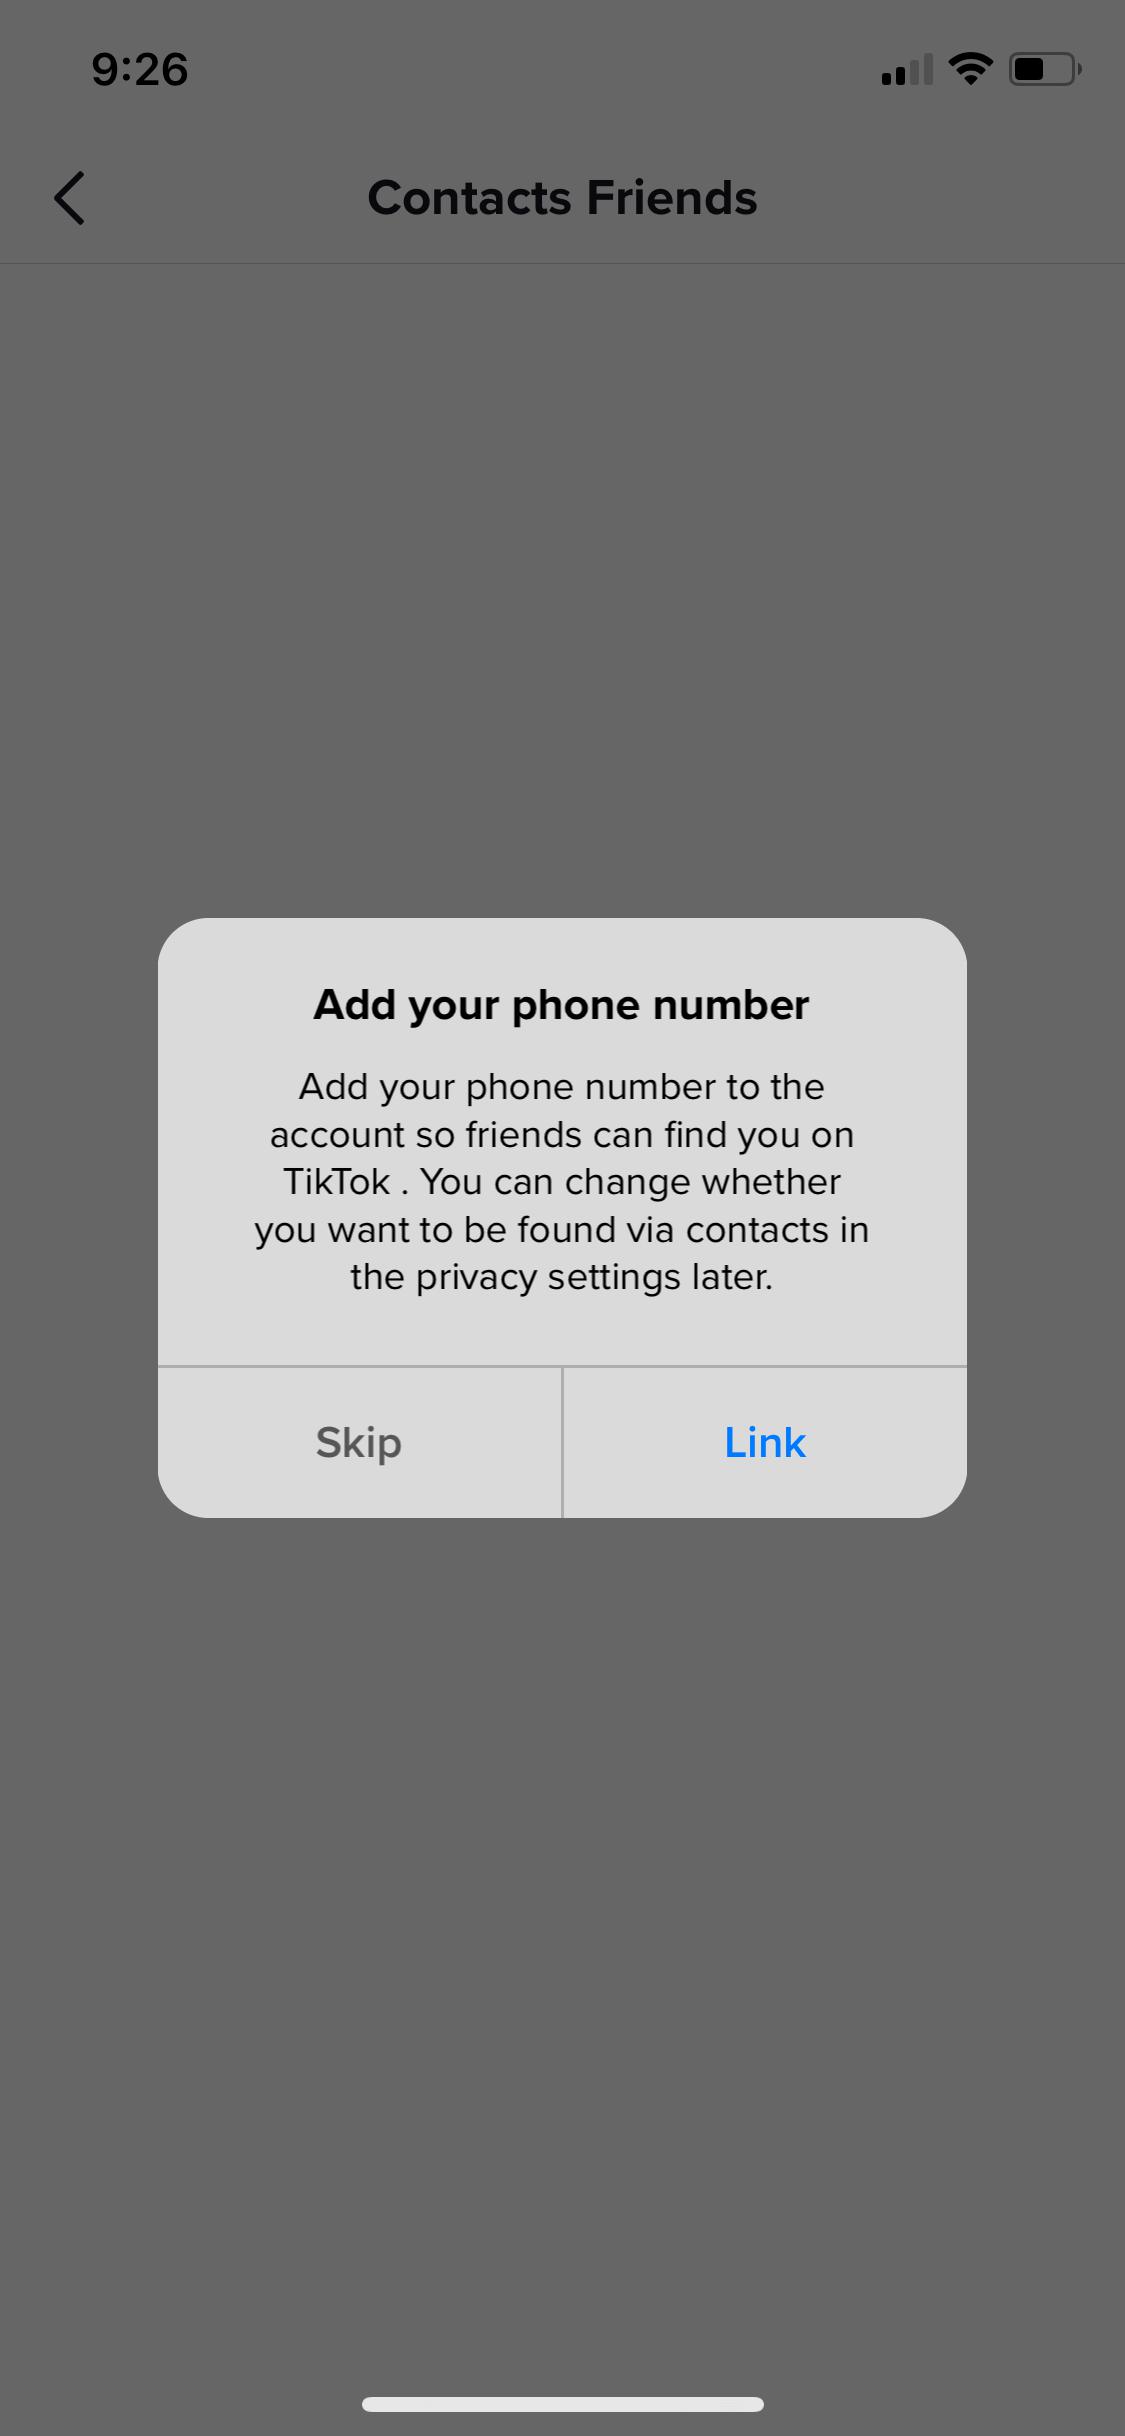 9:26
Contacts Friends
Add your phone number
Add your phone number to the
account so friends can find you on
TikTok . You can change whether
you want to be found via contacts in
the privacy settings later.
Skip
Link